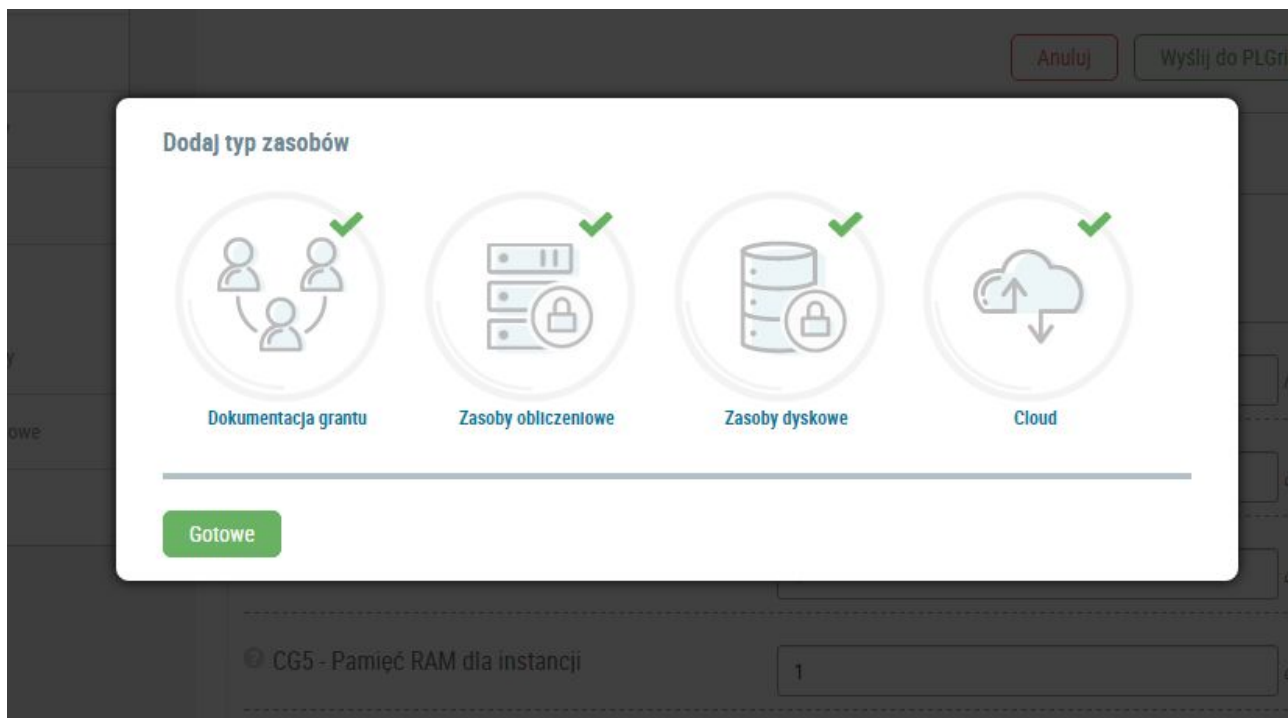 Anuluj
Wyślij do PLGri
Dodaj typ zasobów
Dokumentacja grantu
Zasoby obliczeniowe
Zasoby dyskowe
Cloud
owe
Gotowe
CG5 - Pamięć RAM dla instancji
1